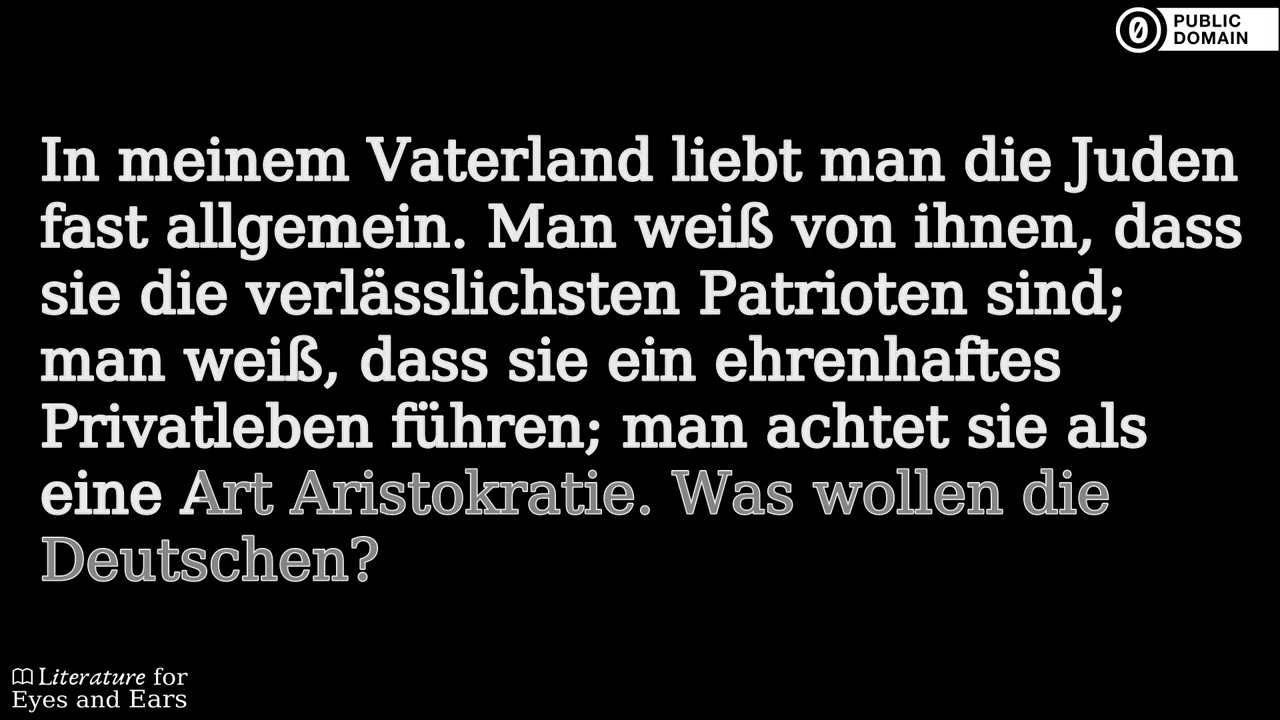 PUBLIC
DOMAIN
In meinem Vaterland liebt man die Juden
fast allgemein. Man weiß von ihnen, dass
sie die verlässlichsten Patrioten sind;
man weiß, dass sie ein ehrenhaftes
Privatleben führen; man achtet sie als
eine Art Aristokratie. Was wollen die
Deutschen?
Literature for
Eyes and Ears